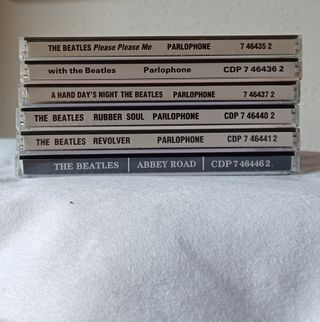 THE BEATLES Please Please Me PARLOPHONE 7 46435 2
with the Beatles Parlophone CDP 7 46436 2
A HARD DAY'S NIGHT THE BEATLES PARLOPHONE 7 46437 2
THE BEATLES RUBBER SOUL PARLOPHONE CDP 7 46440 2
THE BEATLES REVOLVER PARLOPHONE CDP 7 46441 2
THE BEATLES ABBEY ROAD CDP 7 46446 2